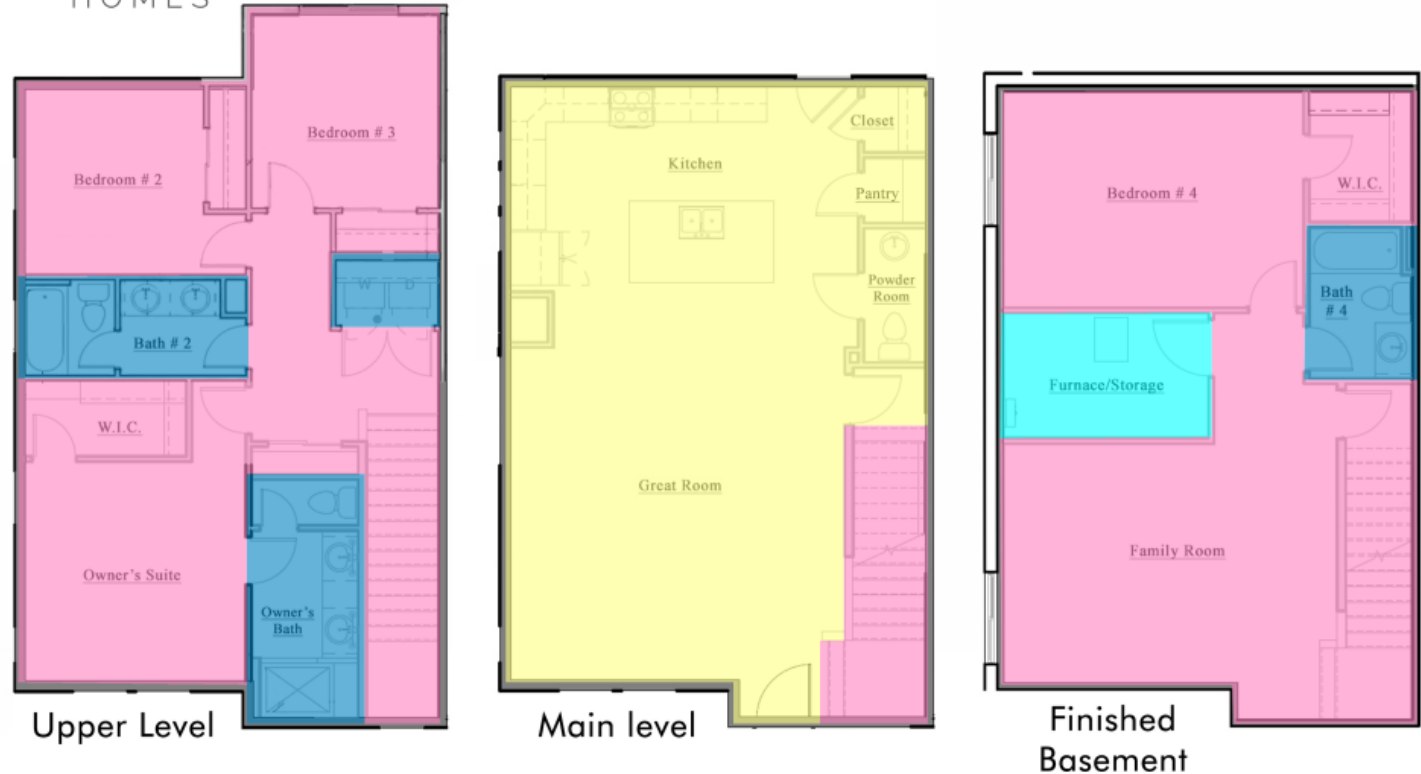 HOMES
Bedroom # 3
Bedroom # 2
W D
Bath # 2
W.I.C.
Owner's Suite
Owner's
Bath
Upper Level
Closet
Kitchen
Pantry
Powder
Room
Great Room
Main level
Bedroom # 4
W.I.C.
Bath
# 4
Furnace/Storage
Family Room
Finished
Basement